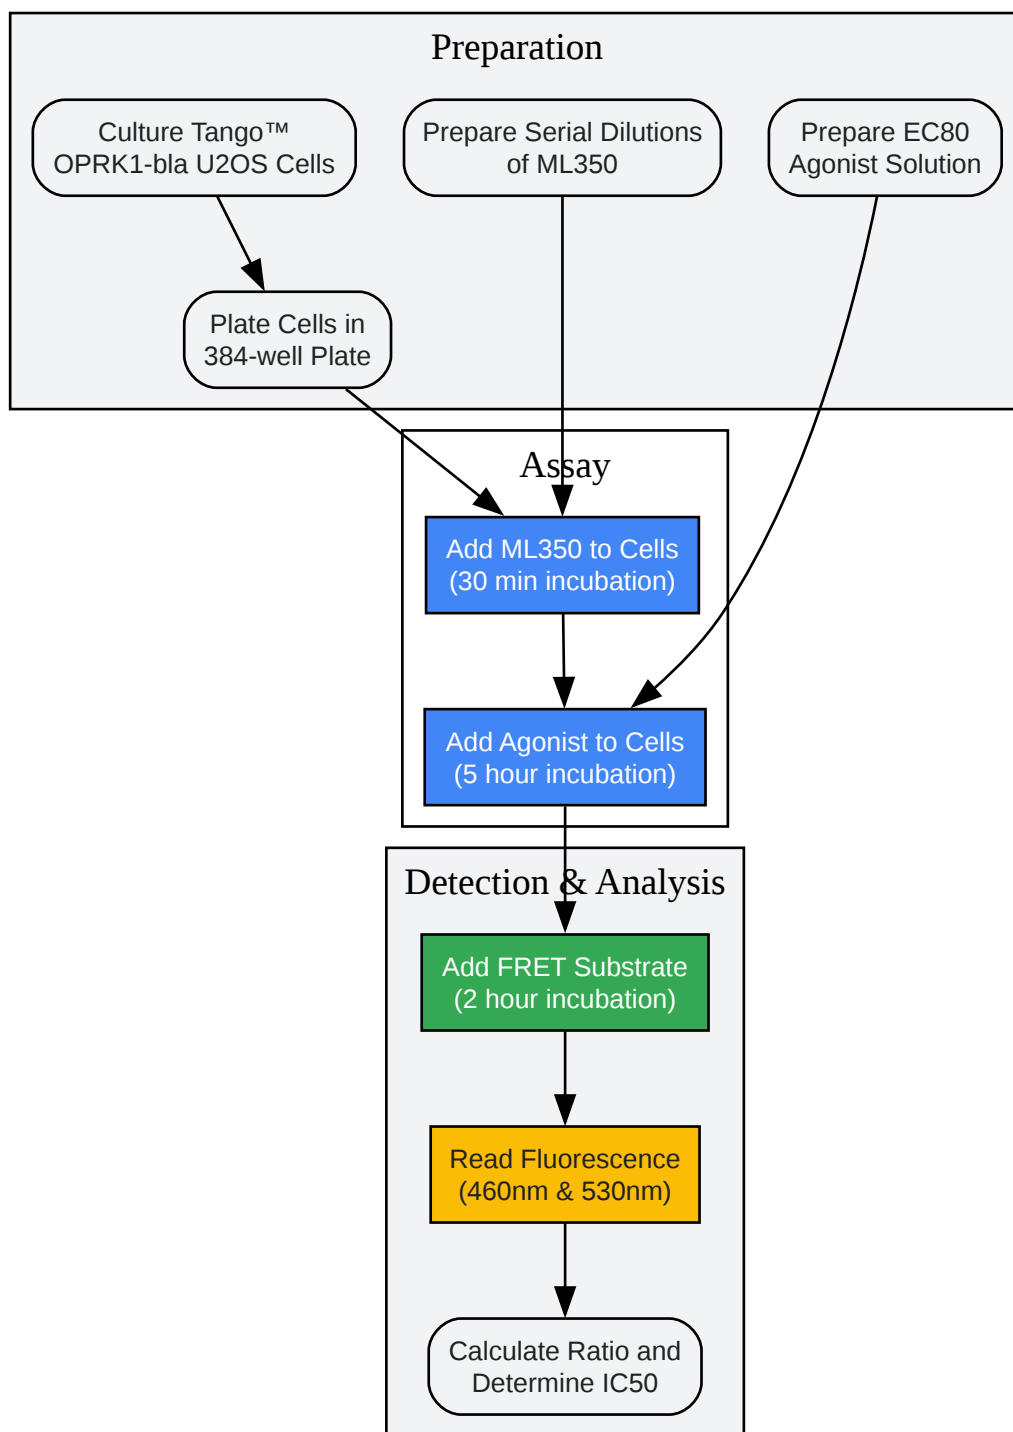 Preparation
Culture Tango™
OPRK1-bla U2OS Cells
Prepare Serial Dilutions
of ML350
Prepare EC80
Agonist Solution
Plate Cells in
384-well Plate
Assay
Add ML350 to Cells
(30 min incubation)
Add Agonist to Cells
(5 hour incubation)
Detection & Analysis
Add FRET Substrate
(2 hour incubation)
Read Fluorescence
(460nm & 530nm)
Calculate Ratio and
Determine IC50